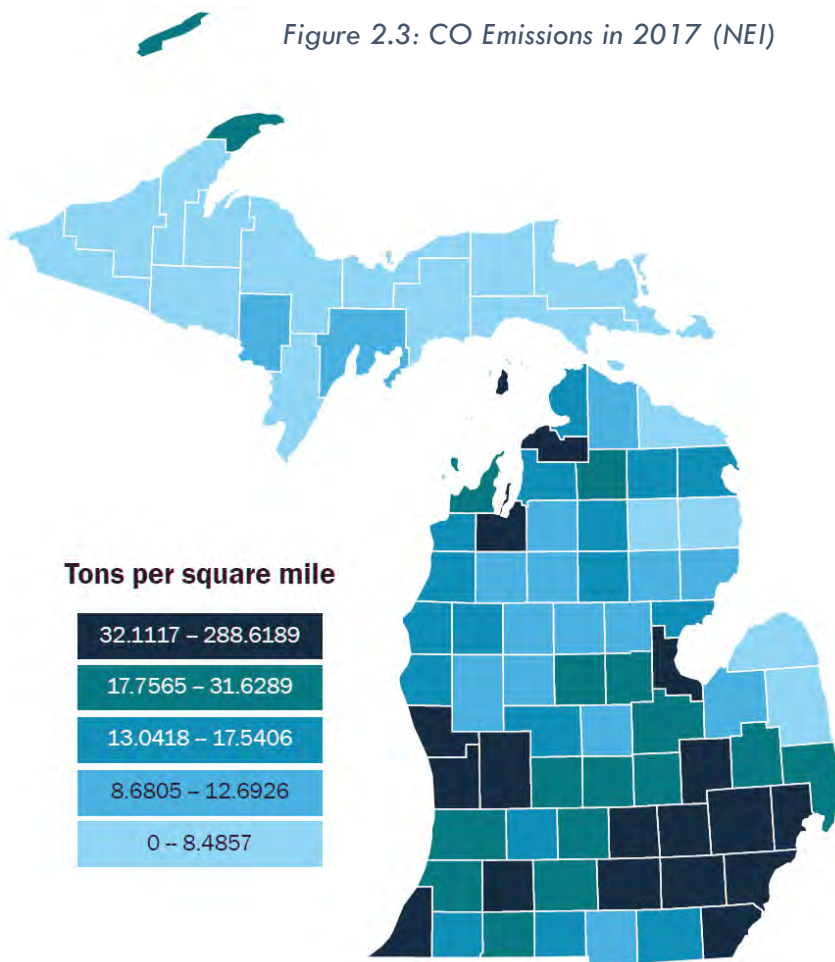 Figure 2.3: CO Emissions in 2017 (NEI)
Tons per square mile
32.1117 – 288.6189
17.7565 – 31.6289
13.0418 – 17.5406
8.6805 – 12.6926
0 – 8.4857